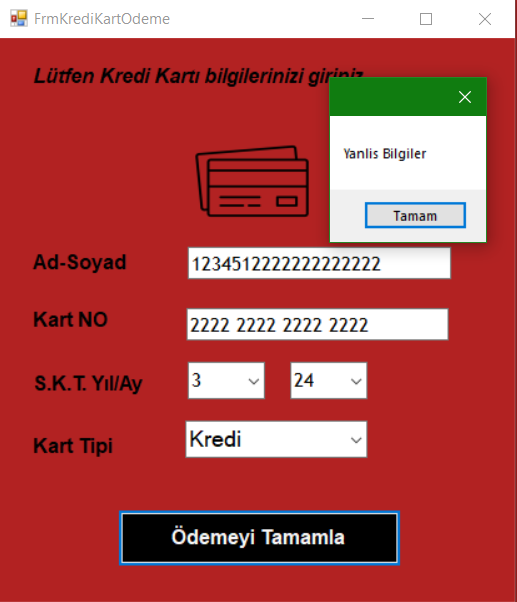 FrmKrediKartOdeme
Lütfen Kredi Kartı bilgilerinizi giriniz
Yanlis Bilgiler
Tamam
Ad-Soyad
1234512222222222222
Kart NO
2222 2222 2222 2222
S.K.T. Yıl/Ay
3
24
Kart Tipi
Kredi
Ödemeyi Tamamla